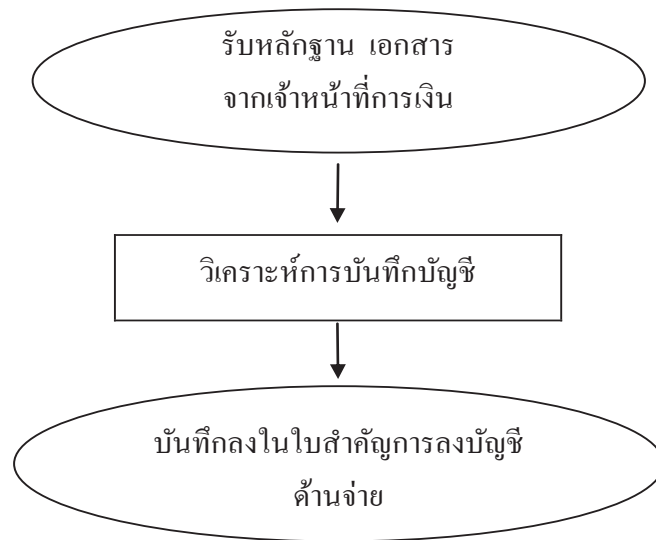 รับหลักฐาน เอกสาร
จากเจ้าหน้าที่การเงิน
วิเคราะห์การบันทึกบัญชี
บันทึกลงในใบสำคัญการลงบัญชี
ด้านจ่าย